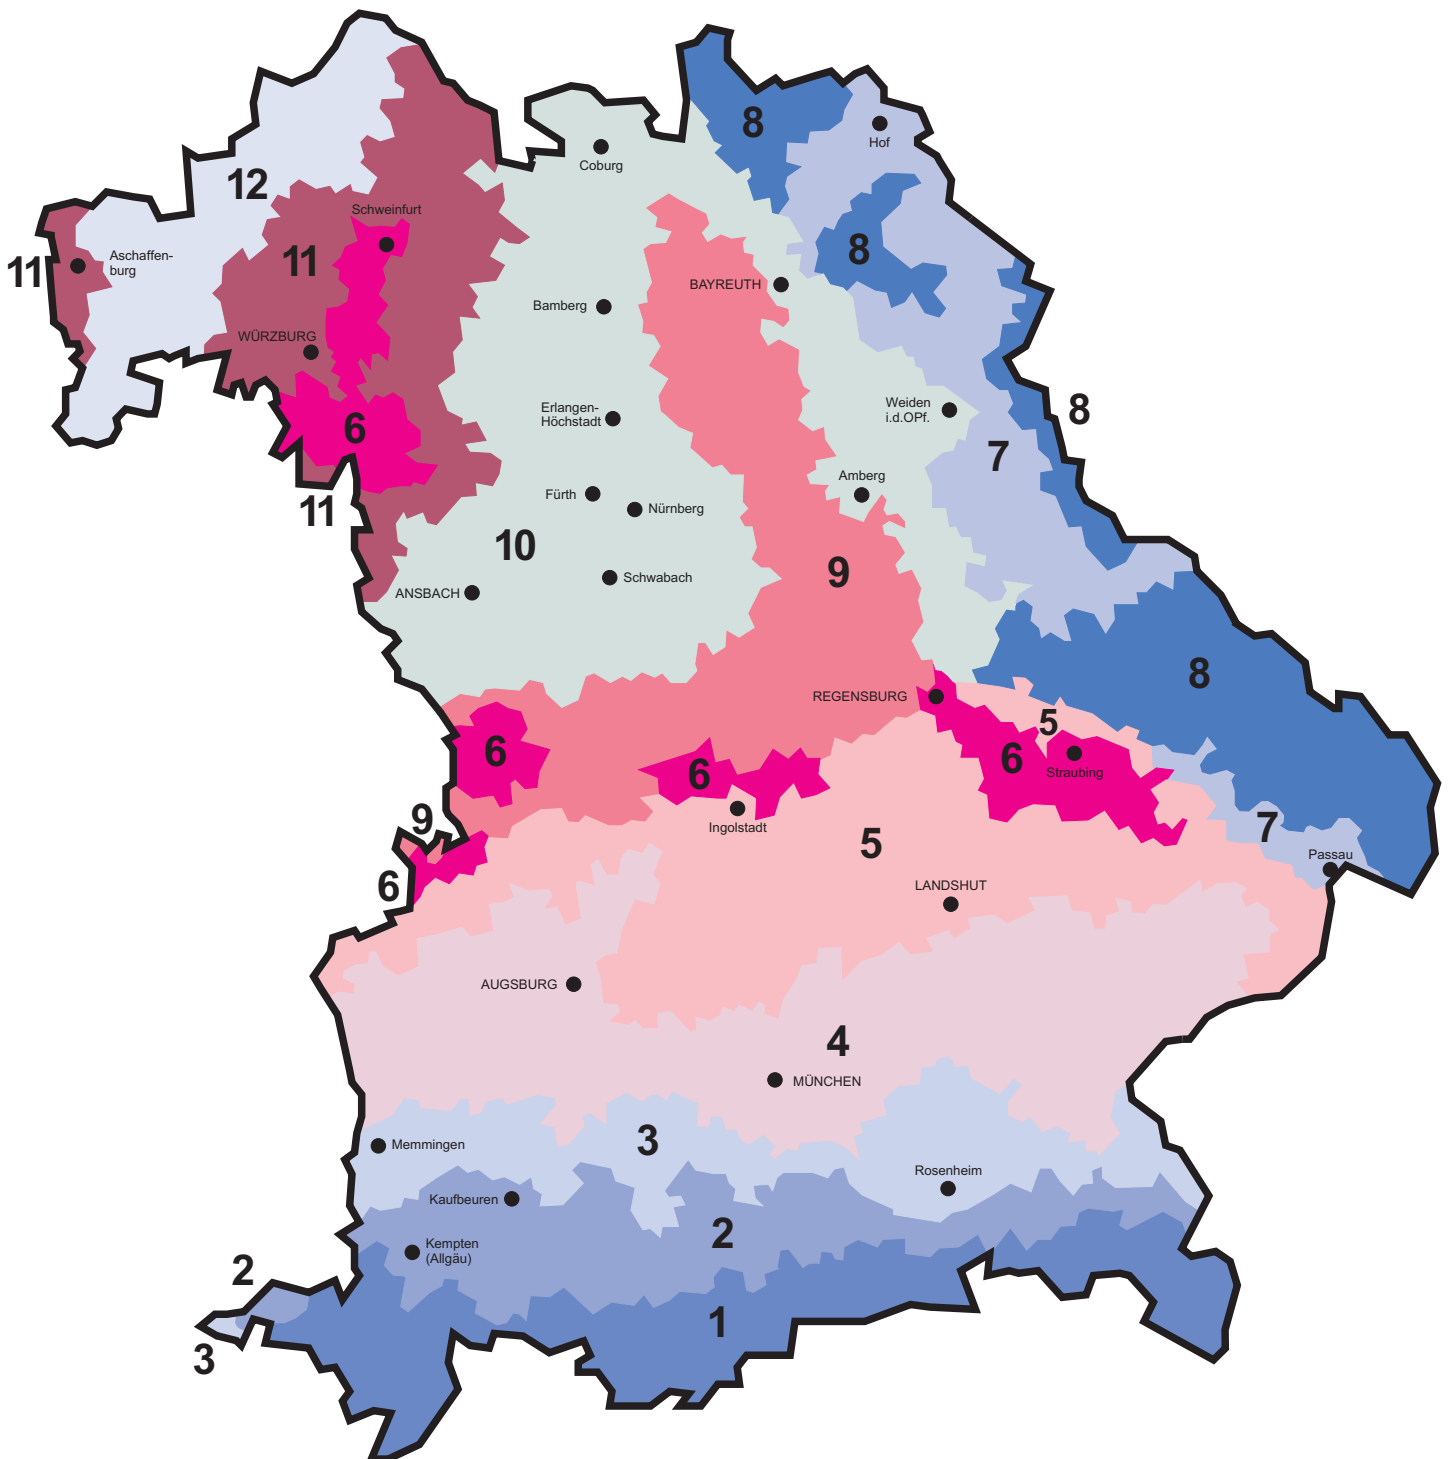 8
Hof
Coburg
12
Schweinfurt
11
11
Aschaffen-
burg
8
BAYREUTH
Bamberg
WÜRZBURG
Weiden
i.d.OPf.
8
Erlangen-
Höchstadt
6
7
Amberg
Fürth
Nürnberg
11
10
9
Schwabach
ANSBACH
8
REGENSBURG
5
6
6
6
Straubing
9
Ingolstadt
7
5
Passau
6
LANDSHUT
AUGSBURG
4
MÜNCHEN
3
Memmingen
Rosenheim
Kaufbeuren
2
Kempten
(Allgäu)
2
1
3